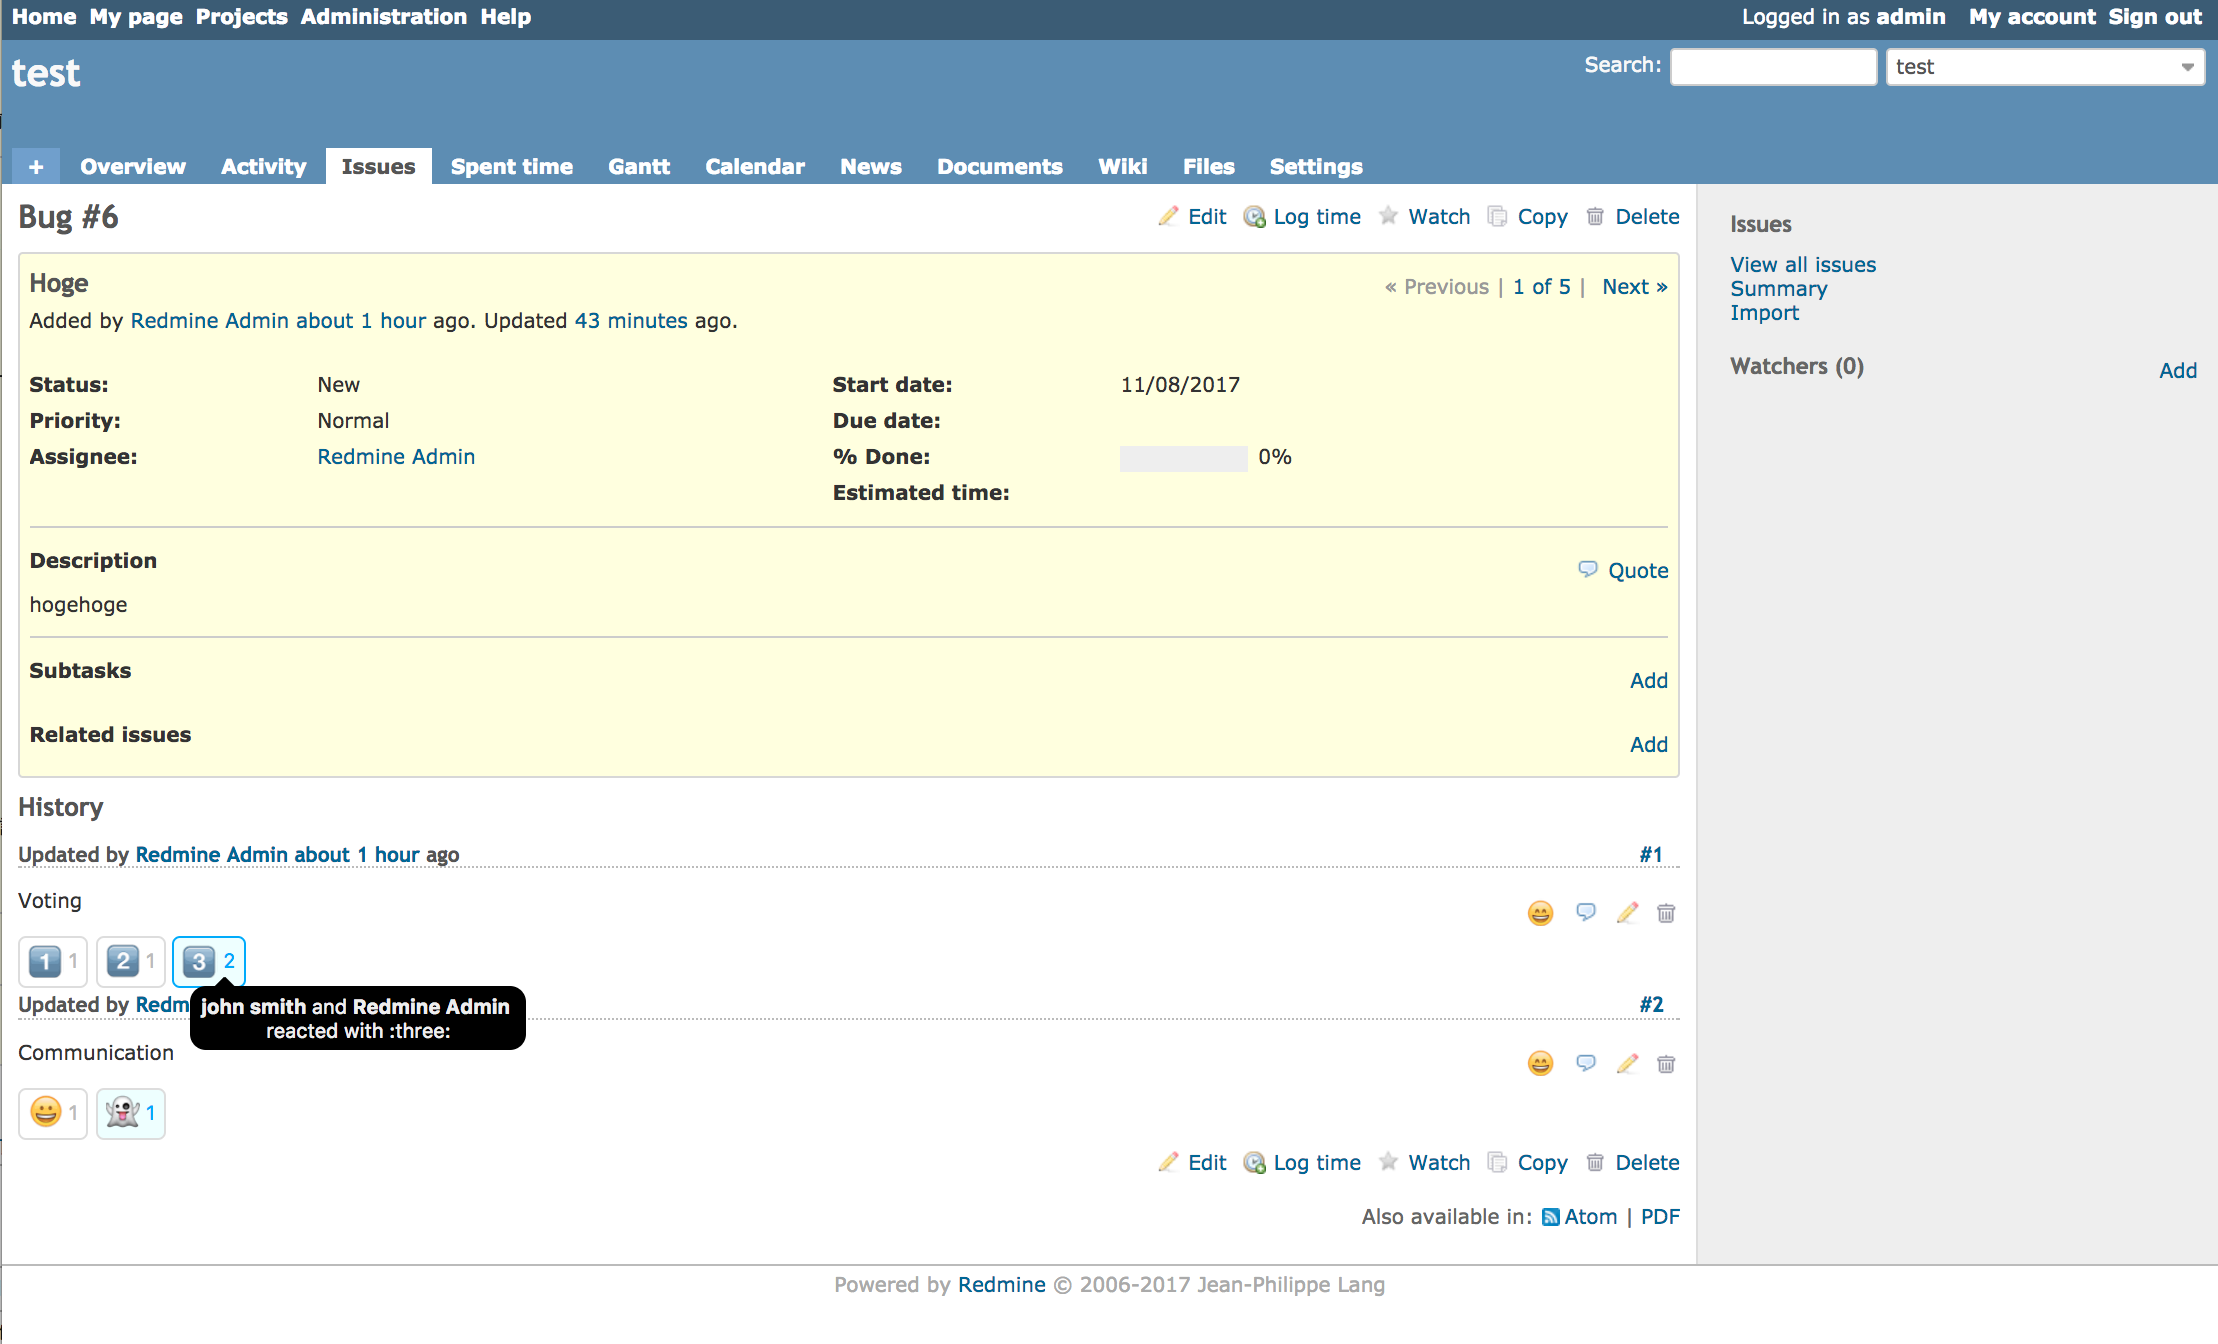 Home My page Projects Administration Help Logged in as admin My account Sign out
test Search: test
+ Overview Activity Issues Spent time Gantt Calendar News Documents Wiki Files Settings
Bug #6 Edit Log time Watch Copy Delete
Hoge « Previous | 1 of 5 | Next »
Added by Redmine Admin about 1 hour ago. Updated 43 minutes ago.
Status: New Start date: 11/08/2017
Priority: Normal Due date:
Assignee: Redmine Admin % Done: 0%
Estimated time:
Description Quote
hogehoge
Subtasks Add
Related issues Add
History
Updated by Redmine Admin about 1 hour ago #1
Voting
1 1 2 1 3 2
Updated by Redm #2
john smith and Redmine Admin
reacted with :three:
Communication
1 1
Edit Log time Watch Copy Delete
Also available in: Atom | PDF
Issues
View all issues
Summary
Import
Watchers (0) Add
Powered by Redmine © 2006-2017 Jean-Philippe Lang